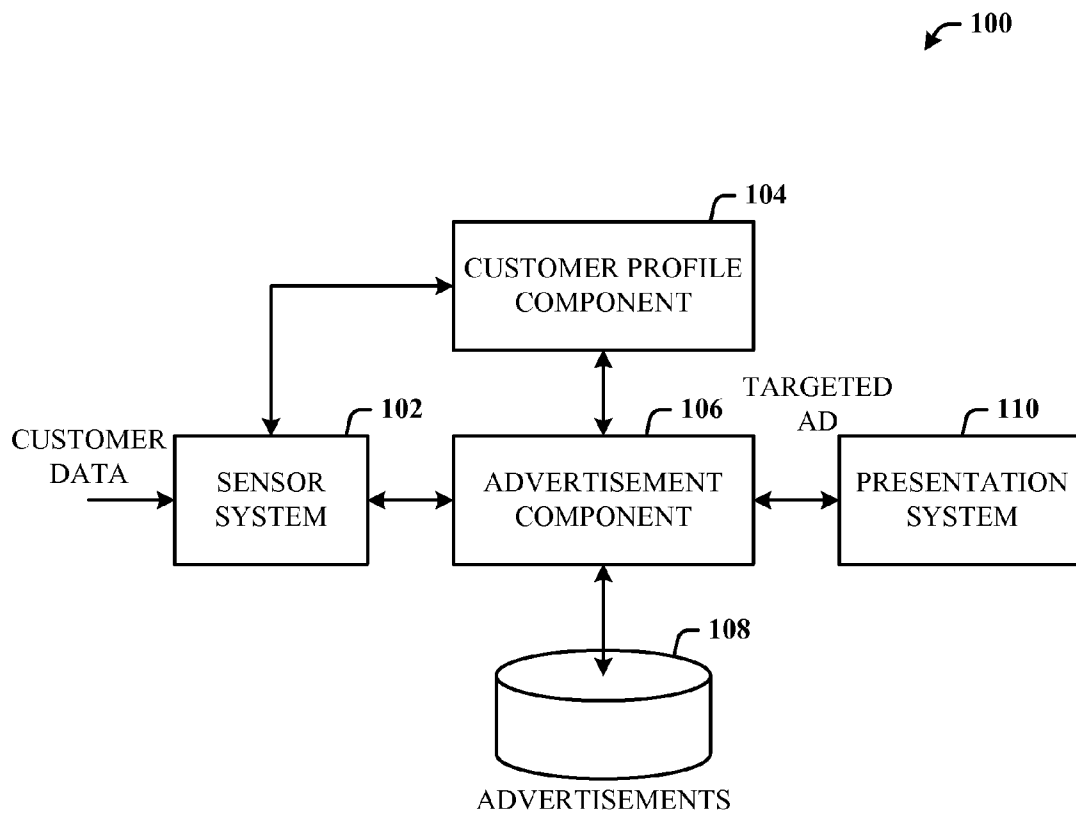 100
104
CUSTOMER PROFILE
COMPONENT
102
106
TARGETED
AD
110
CUSTOMER
DATA
SENSOR
SYSTEM
ADVERTISEMENT
COMPONENT
PRESENTATION
SYSTEM
108
ADVERTISEMENTS